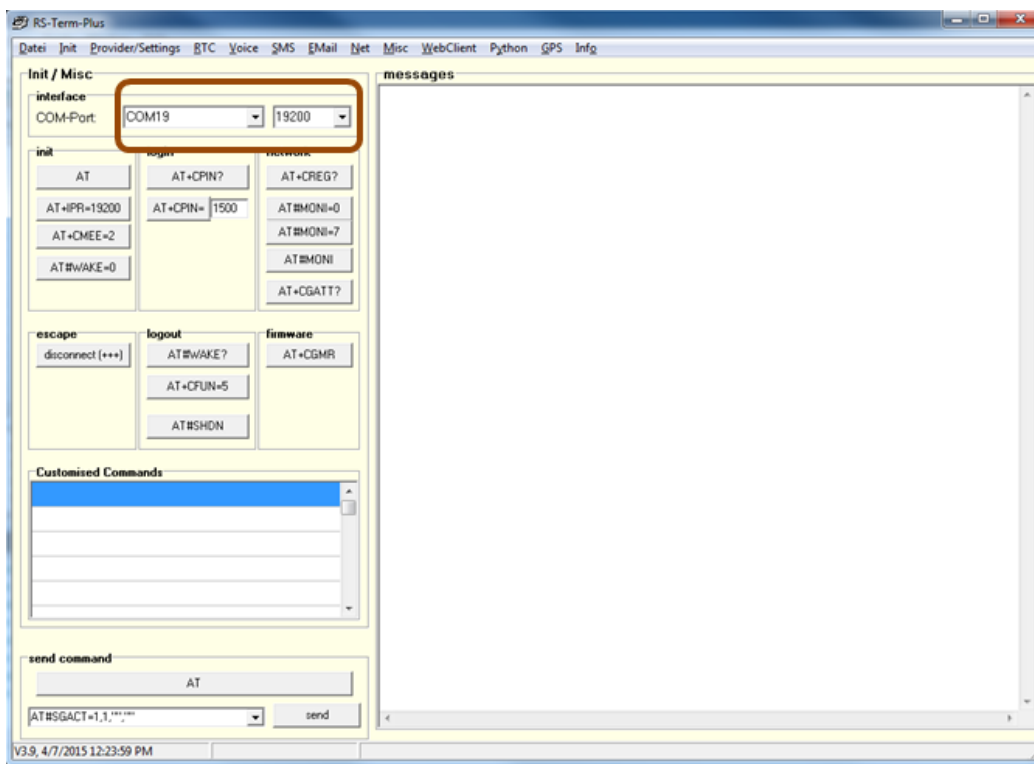 RS-Term-Plus
Datei Init Provider/Settings RTC Voice SMS EMail Net Misc WebClient Python GPS Info
Init / Misc
messages
interface
COM-Port COM19 19200
init login network
AT AT+CPIN? AT+CREG?
AT+IPR=19200 AT+CPIN= 1500 AT#MONI=0
AT+CMEE=2 AT#MONI=7
AT#WAKE=0 AT#MONI
AT+CGATT?
escape logout firmware
disconnect (+++) AT#WAKE? AT+CGMR
AT+CFUN=5
AT#SHDN
Customised Commands
send command
AT
AT#SGACT=1,1,"","" send
V3.9, 4/7/2015 12:23:59 PM